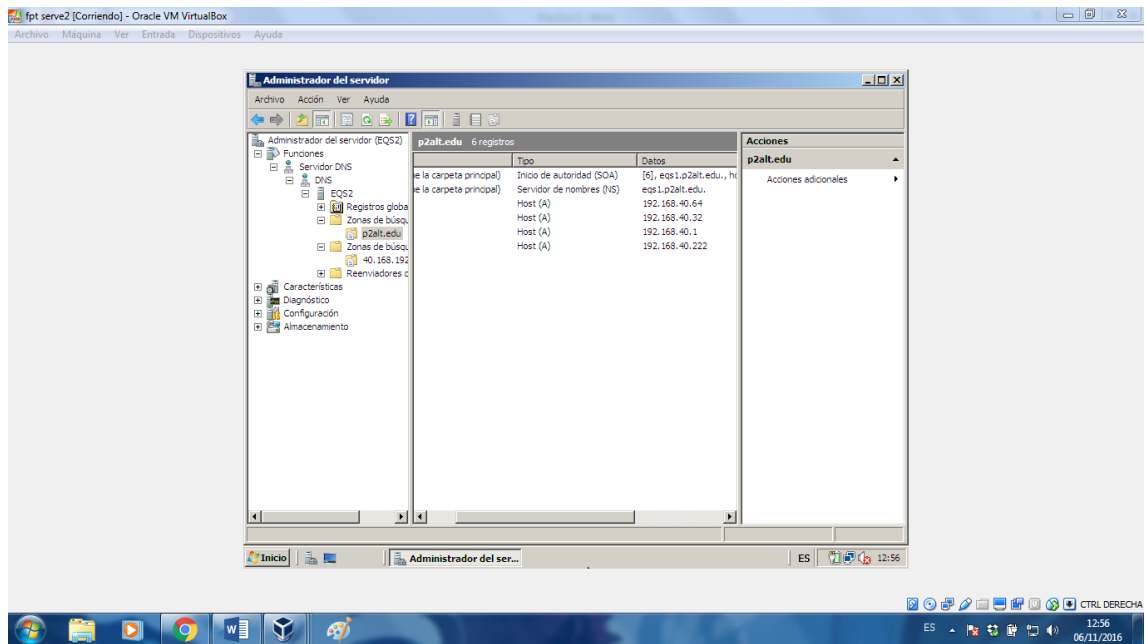 fpt serve2 [Corriendo] - Oracle VM VirtualBox
Archivo Máquina Ver Entrada Dispositivos Ayuda
Administrador del servidor
Archivo Acción Ver Ayuda
Administrador del servidor (EQS2)
Funciones
Servidor DNS
DNS
EQS2
Registros globa
Zonas de búsqu
p2alt.edu
Zonas de búsqu
40.168.192
Reenviadores c
Características
Diagnóstico
Configuración
Almacenamiento
p2alt.edu 6 registros
Tipo Datos
e la carpeta principal) Inicio de autoridad (SOA) [6], eqs1.p2alt.edu., ho
e la carpeta principal) Servidor de nombres (NS) eqs1.p2alt.edu.
Host (A) 192.168.40.64
Host (A) 192.168.40.32
Host (A) 192.168.40.1
Host (A) 192.168.40.222
Acciones
p2alt.edu
Acciones adicionales
Inicio
Administrador del ser...
ES 12:56
CTRL DERECHA
ES 12:56
06/11/2016